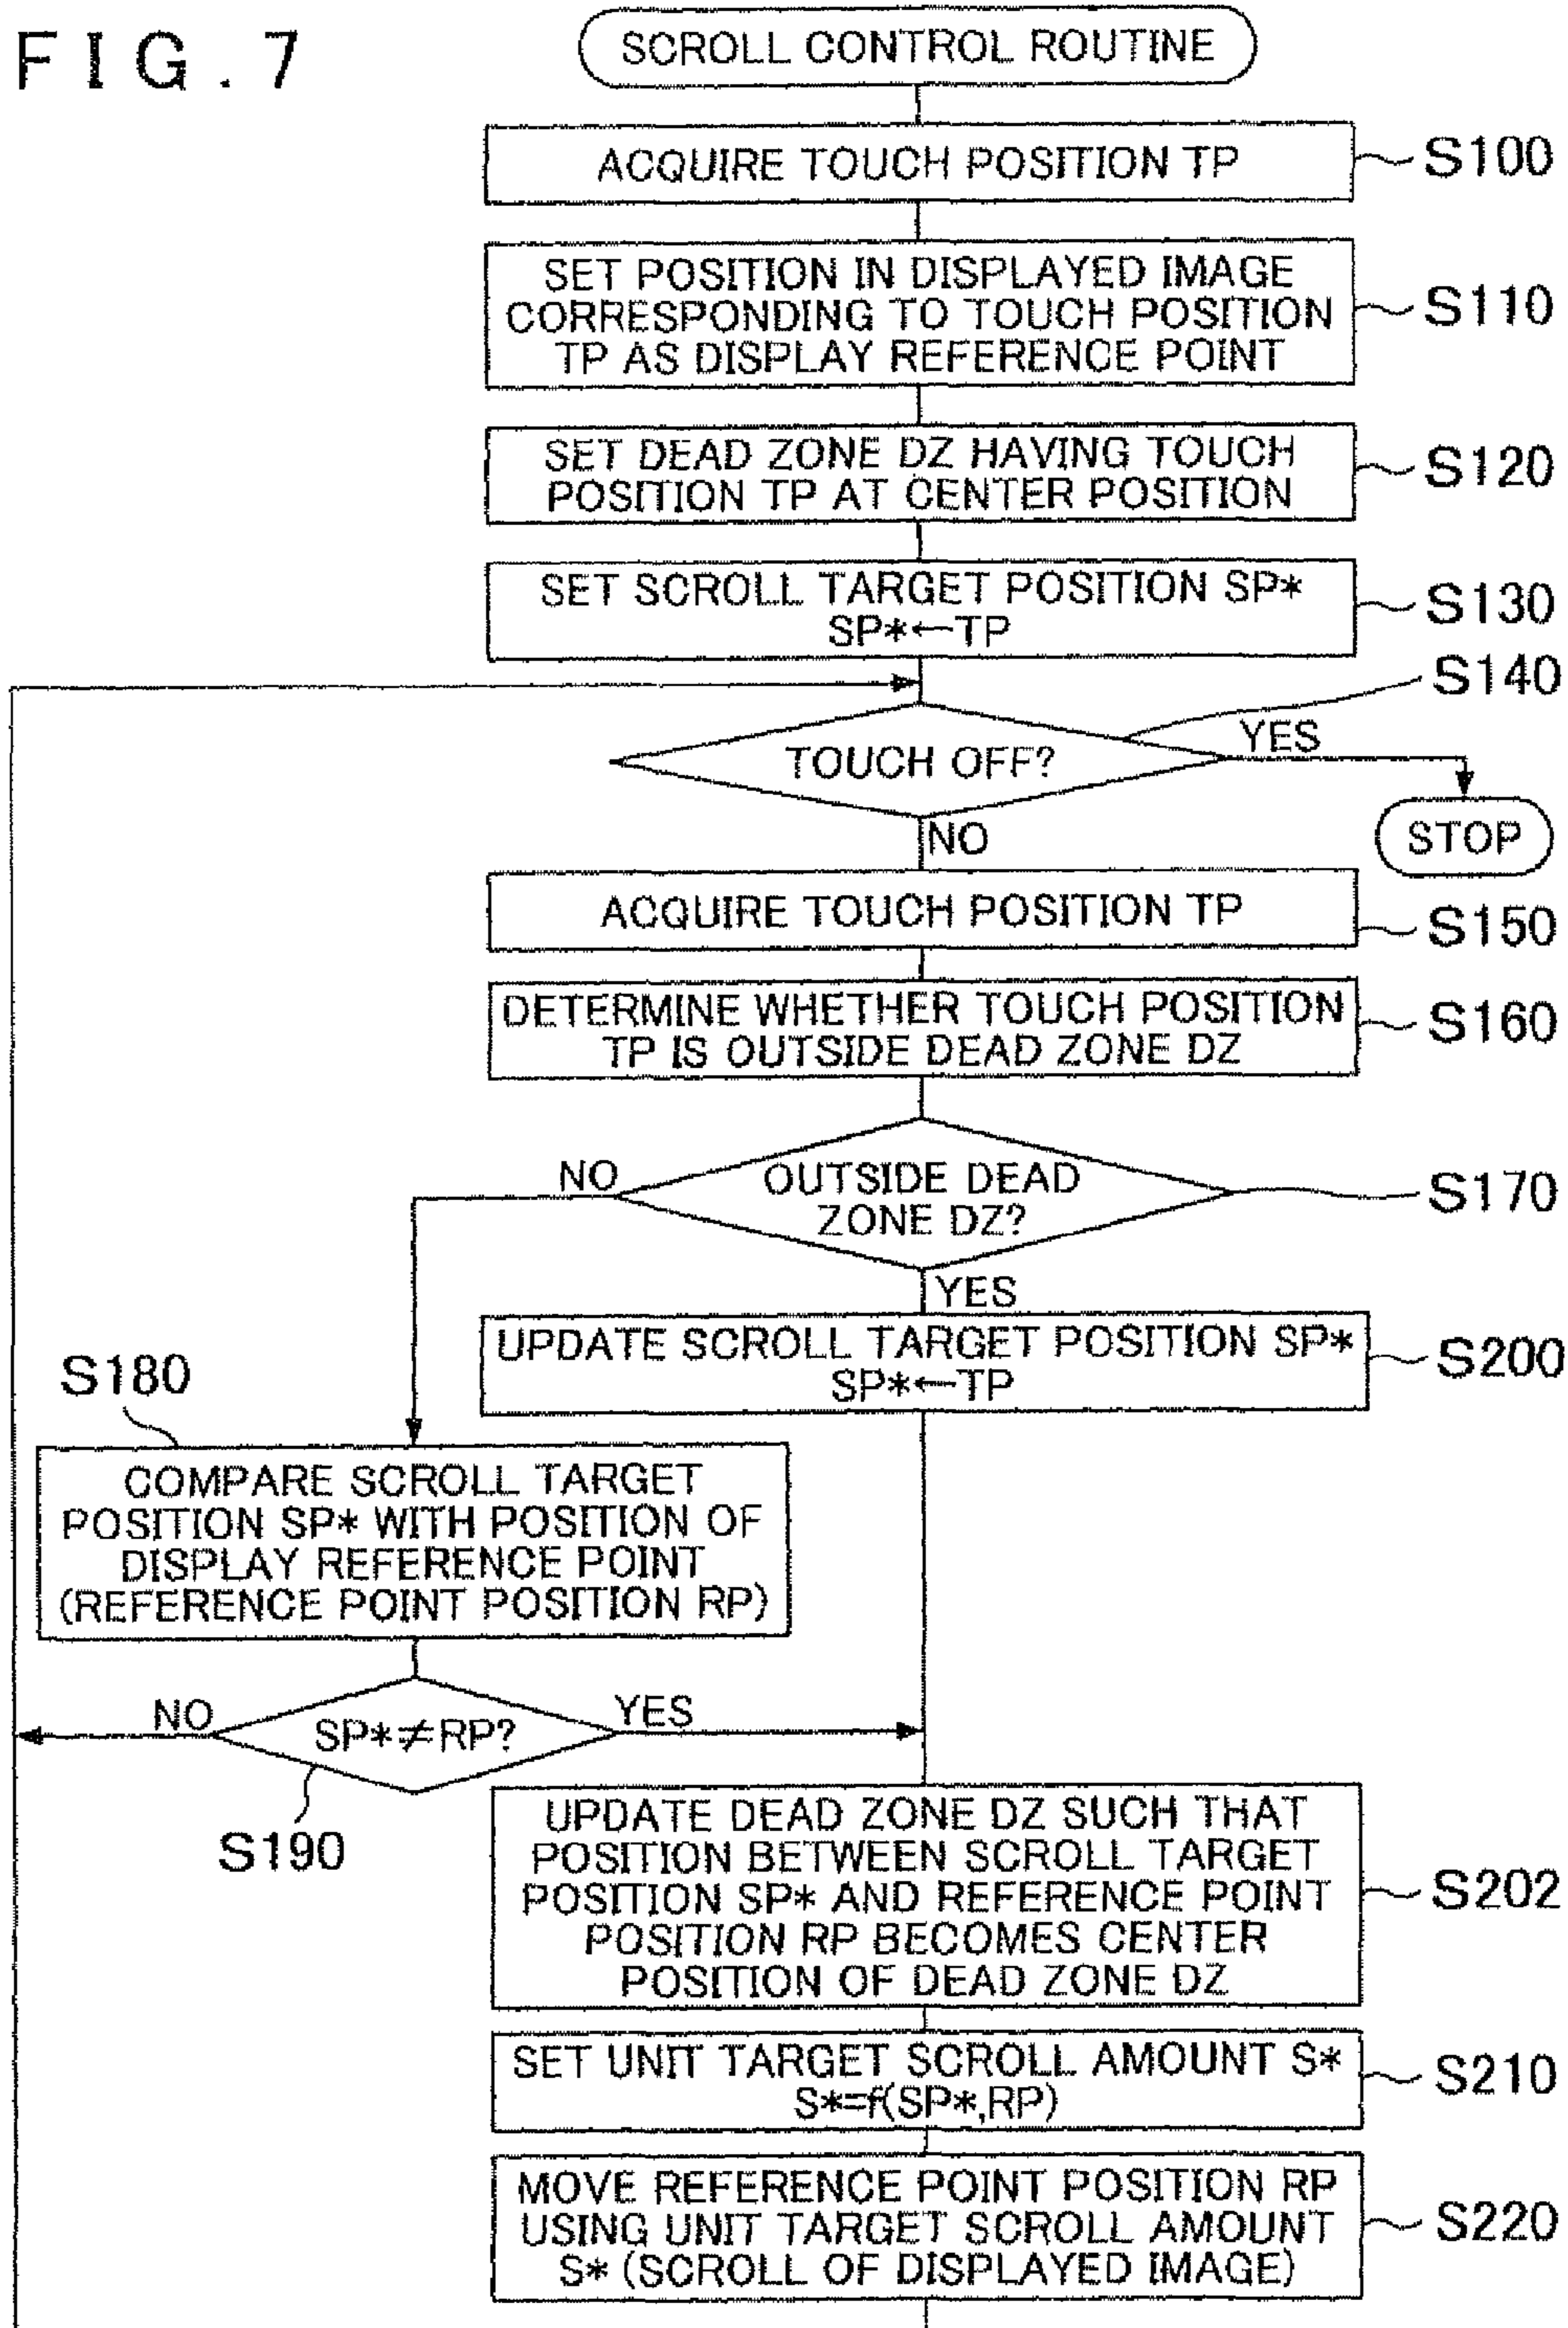 FIG. 7
SCROLL CONTROL ROUTINE
ACQUIRE TOUCH POSITION TP
S100
SET POSITION IN DISPLAYED IMAGE
CORRESPONDING TO TOUCH POSITION
TP AS DISPLAY REFERENCE POINT
S110
SET DEAD ZONE DZ HAVING TOUCH
POSITION TP AT CENTER POSITION
S120
SET SCROLL TARGET POSITION SP*
SP*←TP
S130
S140
TOUCH OFF?
YES
STOP
NO
ACQUIRE TOUCH POSITION TP
S150
DETERMINE WHETHER TOUCH POSITION
TP IS OUTSIDE DEAD ZONE DZ
S160
NO
OUTSIDE DEAD
ZONE DZ?
S170
YES
UPDATE SCROLL TARGET POSITION SP*
SP*←TP
S200
S180
COMPARE SCROLL TARGET
POSITION SP* WITH POSITION OF
DISPLAY REFERENCE POINT
(REFERENCE POINT POSITION RP)
NO
SP*≠RP?
YES
S190
UPDATE DEAD ZONE DZ SUCH THAT
POSITION BETWEEN SCROLL TARGET
POSITION SP* AND REFERENCE POINT
POSITION RP BECOMES CENTER
POSITION OF DEAD ZONE DZ
S202
SET UNIT TARGET SCROLL AMOUNT S*
S*=f(SP*,RP)
S210
MOVE REFERENCE POINT POSITION RP
USING UNIT TARGET SCROLL AMOUNT
S* (SCROLL OF DISPLAYED IMAGE)
S220